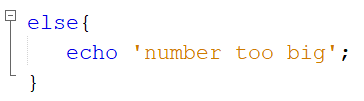 else{
echo 'number too big';
}